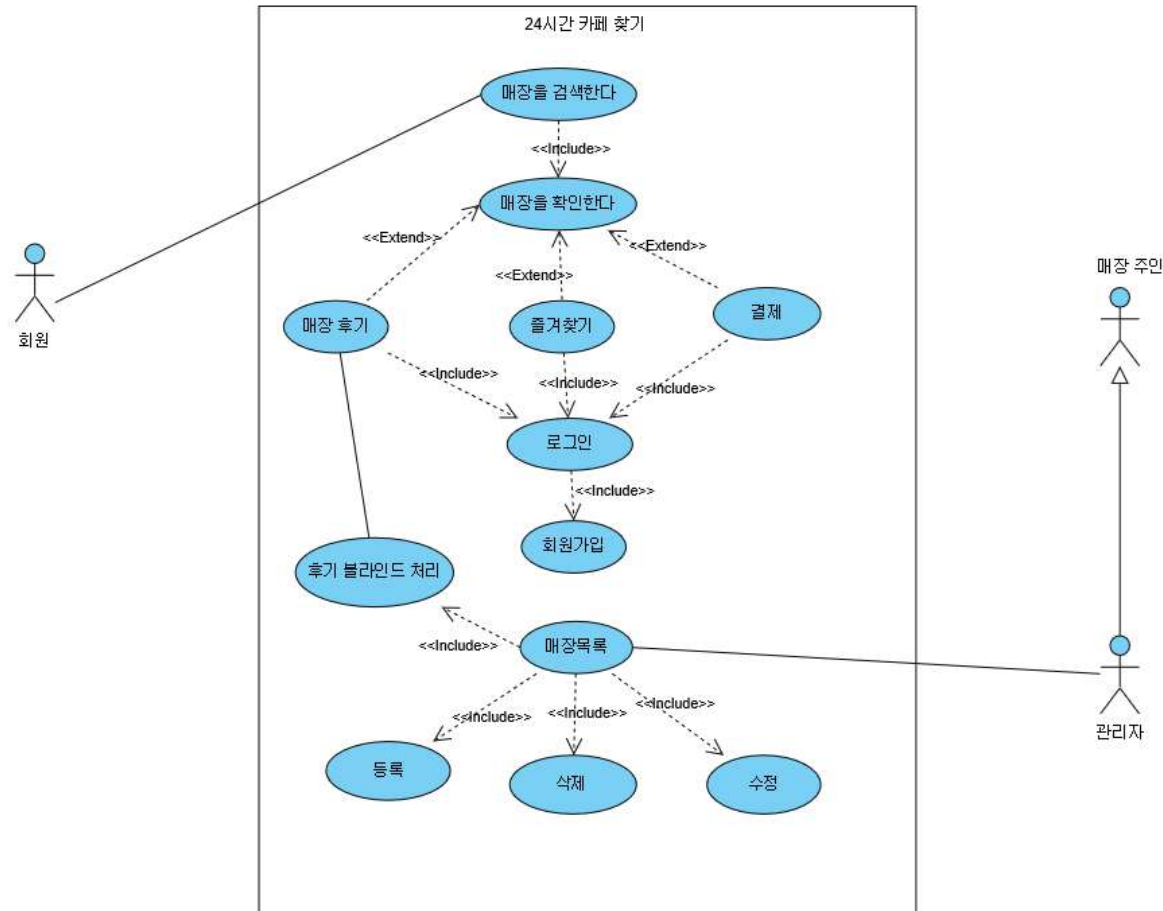 24시간 카페 찾기
매장을 검색한다
<<Include>>
매장을 확인한다
<<Extend>>
<<Extend>>
<<Extend>>
회원
매장 주인
매장 후기
즐겨찾기
결제
<<Include>>
<<Include>>
<<Include>>
로그인
<<Include>>
회원가입
후기 블라인드 처리
<<Include>>
매장목록
<<Include>>
<<Include>>
<<Include>>
관리자
등록
삭제
수정